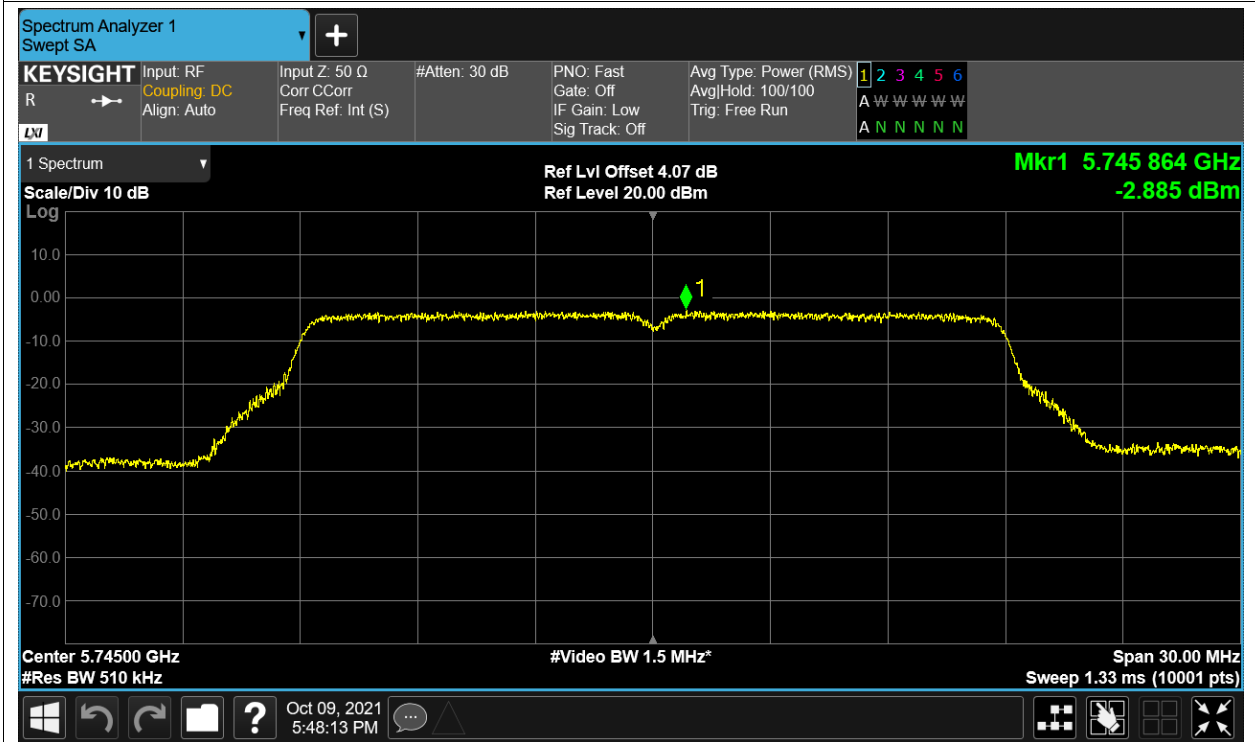 Spectrum Analyzer 1
Swept SA
KEYSIGHT
R
LXI
Input: RF
Coupling: DC
Align: Auto
Input Z: 50 Ω
Corr CCorr
Freq Ref: Int (S)
#Atten: 30 dB
PNO: Fast
Gate: Off
IF Gain: Low
Sig Track: Off
Avg Type: Power (RMS)
Avg|Hold: 100/100
Trig: Free Run
1 2 3 4 5 6
A W W W W W
A N N N N N
1 Spectrum
Scale/Div 10 dB
Log
Ref Lvl Offset 4.07 dB
Ref Level 20.00 dBm
Mkr1 5.745 864 GHz
-2.885 dBm
10.0
0.00
-10.0
-20.0
-30.0
-40.0
-50.0
-60.0
-70.0
1
Center 5.74500 GHz
#Res BW 510 kHz
#Video BW 1.5 MHz*
Span 30.00 MHz
Sweep 1.33 ms (10001 pts)
?
Oct 09, 2021
5:48:13 PM